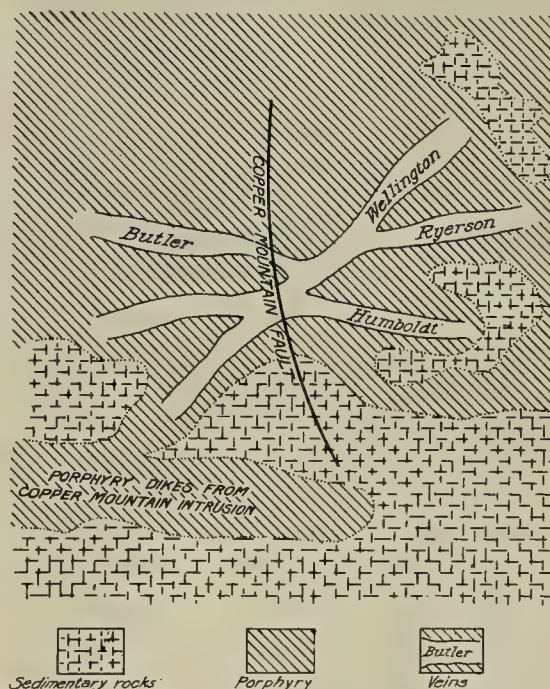 Wellington
Ryerson
Butler
COPPER MOUNTAIN FAULT
Humboldt
PORPHYRY DIKES FROM
COPPER MOUNTAIN INTRUSION
Butler
Sedimentary rocks
Porphyry
Veins